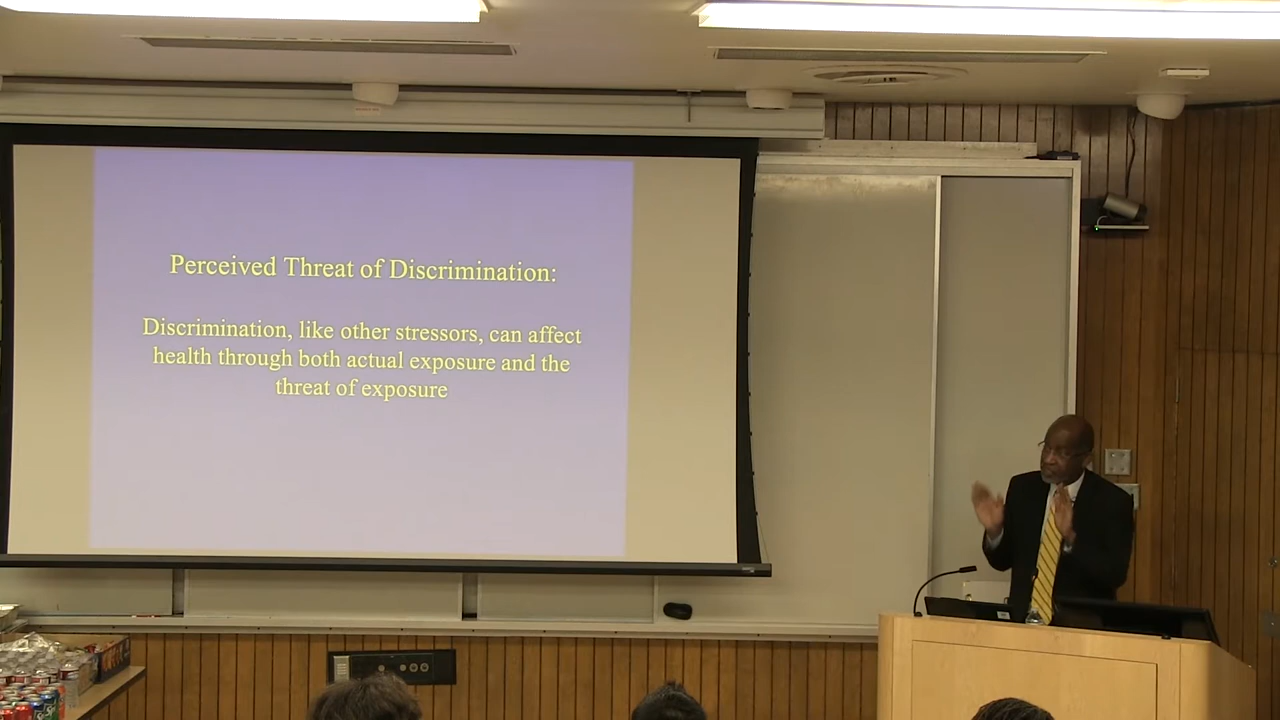 Perceived Threat of Discrimination:
Discrimination, like other stressors, can affect
health through both actual exposure and the
threat of exposure